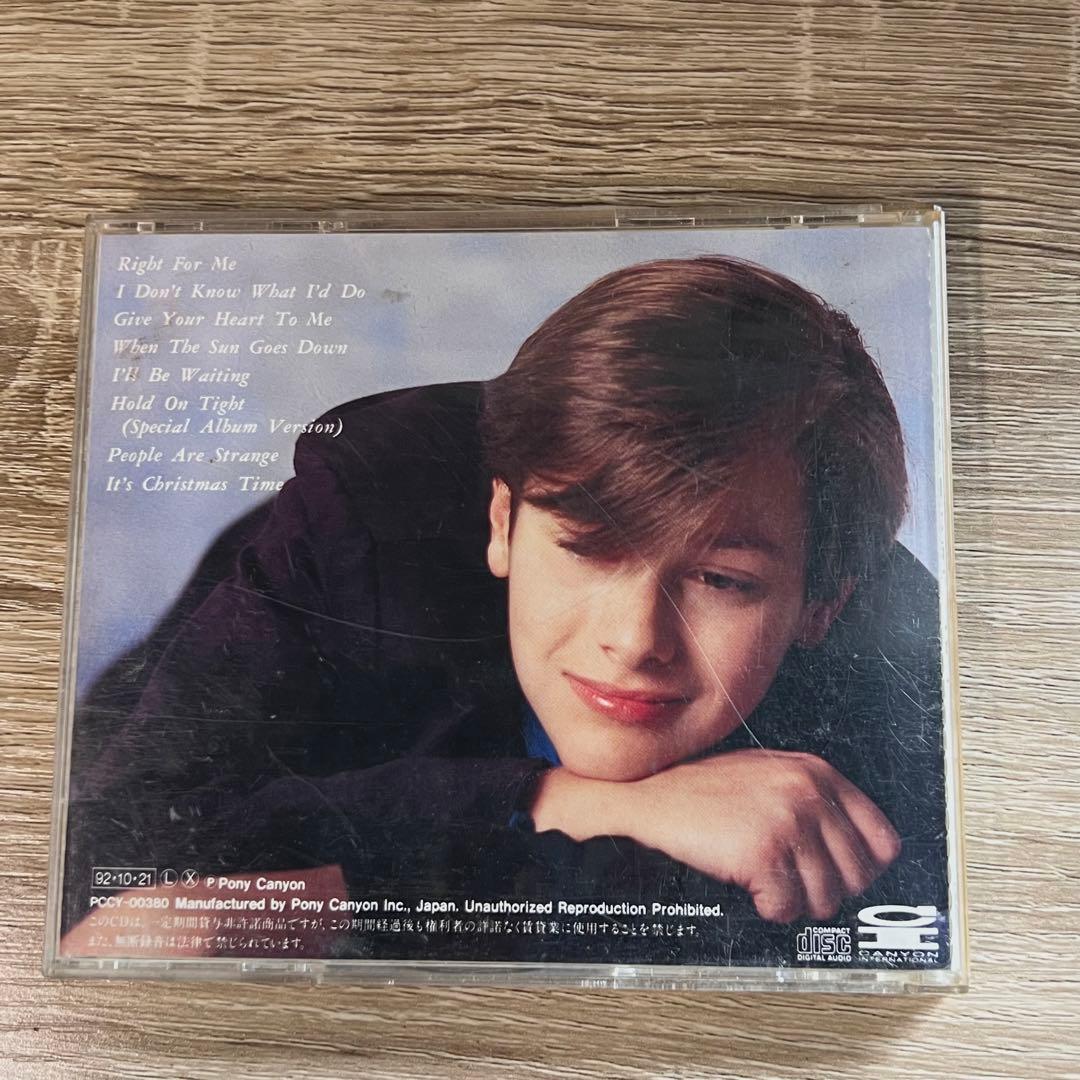 Right For Me
I Don't Know What I'd Do
Give Your Heart To Me
When The Sun Goes Down
I'll Be Waiting
Hold On Tight
(Special Album Version)
People Are Strange
It's Christmas Time
92・10・21 Ⓛ Ⓧ Ⓟ Pony Canyon
PCCY-00380 Manufactured by Pony Canyon Inc., Japan. Unauthorized Reproduction Prohibited.
このCDは、一定期間貸与非許諾商品ですが、この期間経過後も権利者の許諾なく賃貸業に使用することを禁じます。
また、無断録音は法律で禁じられています。
COMPACT
disc
DIGITAL AUDIO
CANYON
INTERNATIONAL